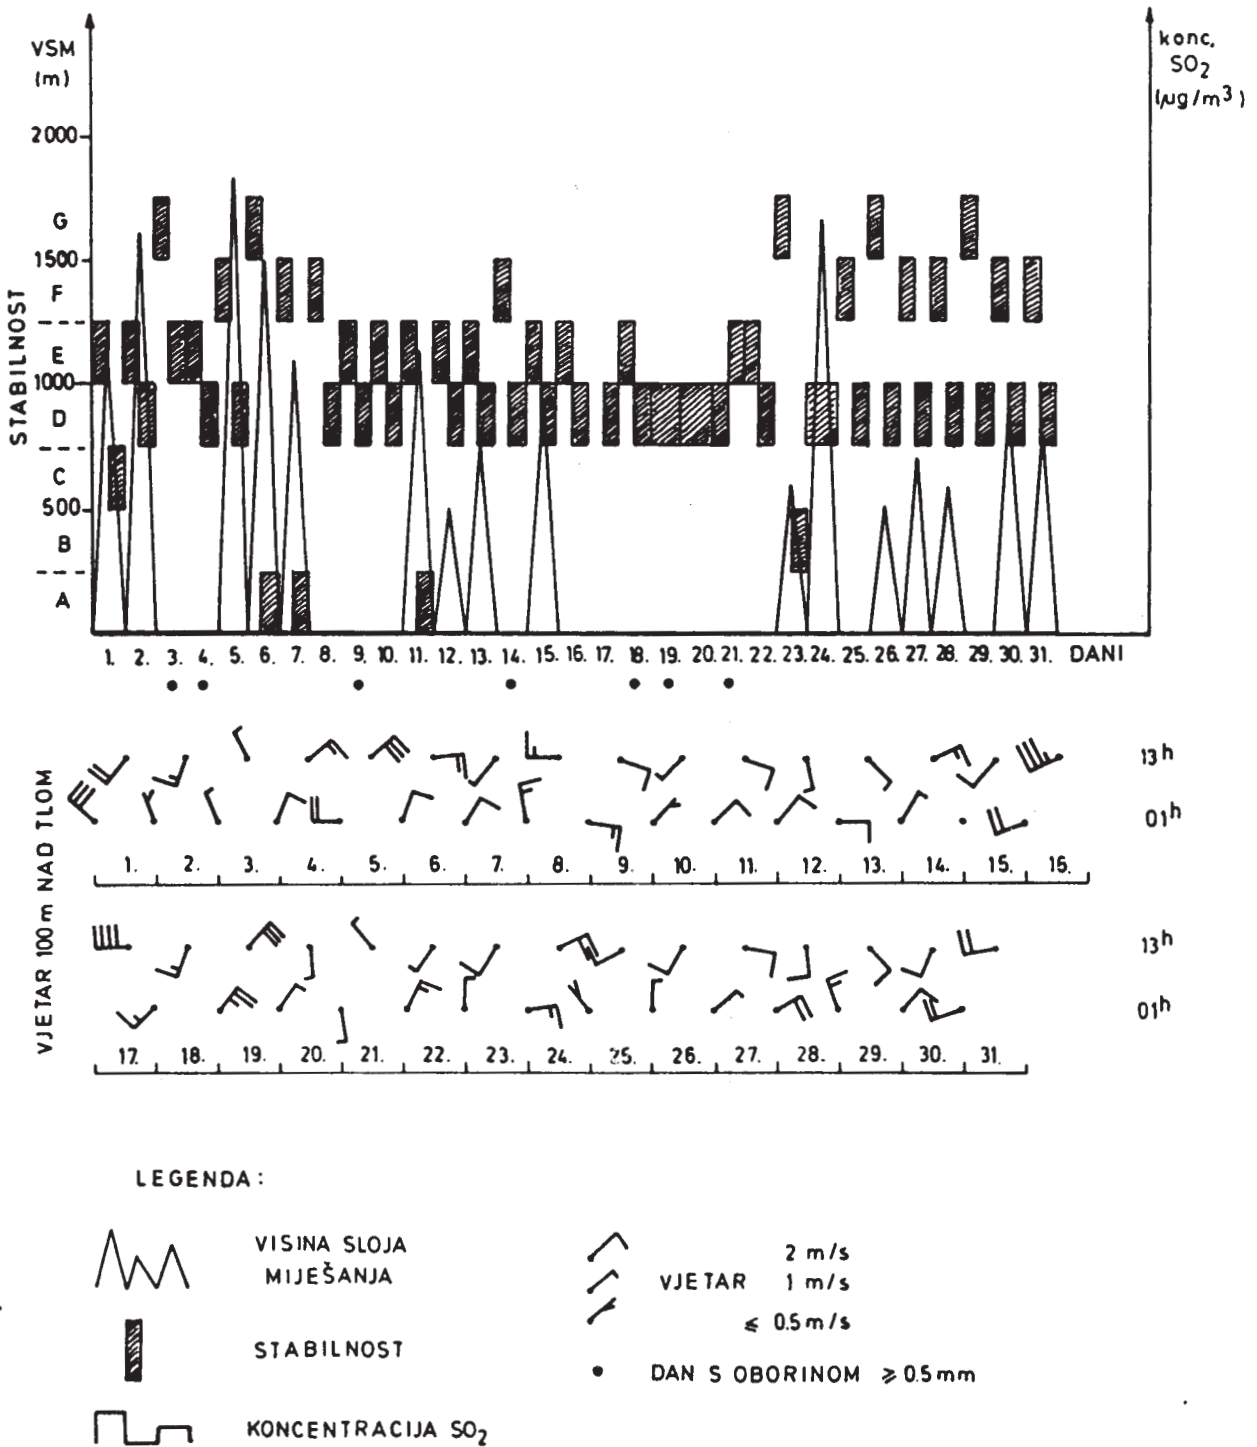 VSM
(m)
konc.
SO2
(µg/m³)
2000
G
1500
F
E
1000
D
C
500
B
A
STABILNOST
1. 2. 3. 4. 5. 6. 7. 8. 9. 10. 11. 12. 13. 14. 15. 16. 17. 18. 19. 20. 21. 22. 23. 24. 25. 26. 27. 28. 29. 30. 31. DANI
VJETAR 100m NAD TLOM
13h
01h
1. 2. 3. 4. 5. 6. 7. 8. 9. 10. 11. 12. 13. 14. 15. 15.
13h
01h
17. 18. 19. 20. 21. 22. 23. 24. 25. 26. 27. 28. 29. 30. 31.
LEGENDA :
VISINA SLOJA
MIJEŠANJA
STABILNOST
KONCENTRACIJA SO2
2 m/s
VJETAR 1 m/s
⩽ 0.5 m/s
DAN S OBORINOM ⩾ 0.5 mm